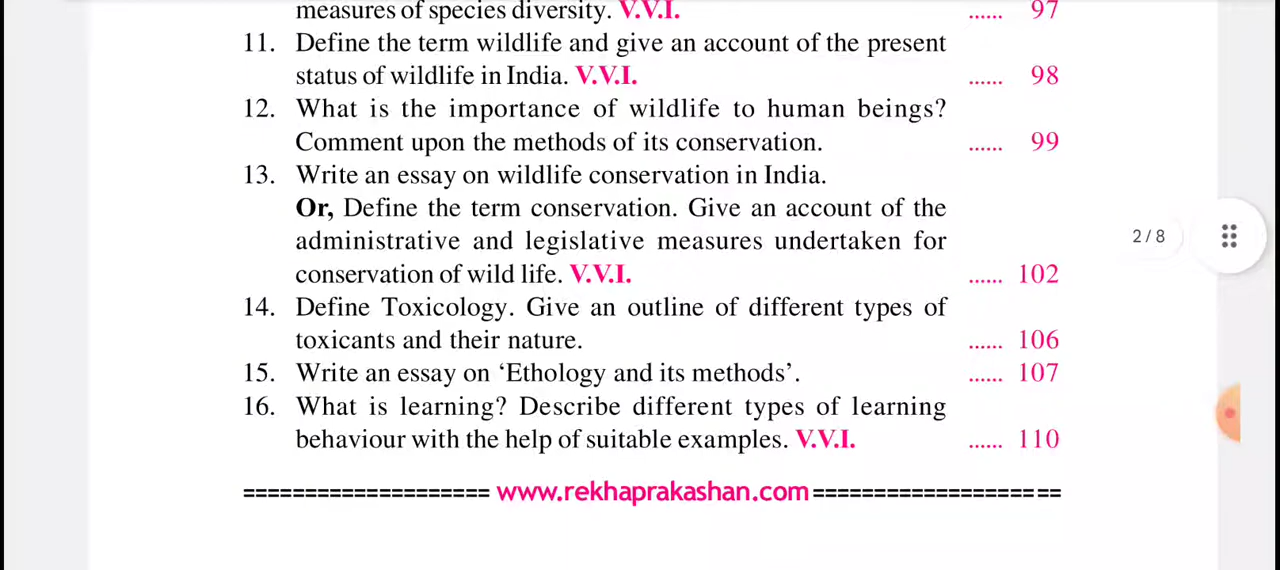 measures of species diversity. V.V.I. ...... 97
11. Define the term wildlife and give an account of the present
status of wildlife in India. V.V.I. ...... 98
12. What is the importance of wildlife to human beings?
Comment upon the methods of its conservation. ...... 99
13. Write an essay on wildlife conservation in India.
Or, Define the term conservation. Give an account of the
administrative and legislative measures undertaken for
conservation of wild life. V.V.I. ...... 102
2 / 8
14. Define Toxicology. Give an outline of different types of
toxicants and their nature. ...... 106
15. Write an essay on ‘Ethology and its methods’. ...... 107
16. What is learning? Describe different types of learning
behaviour with the help of suitable examples. V.V.I. ...... 110
==================== www.rekhaprakashan.com ====================